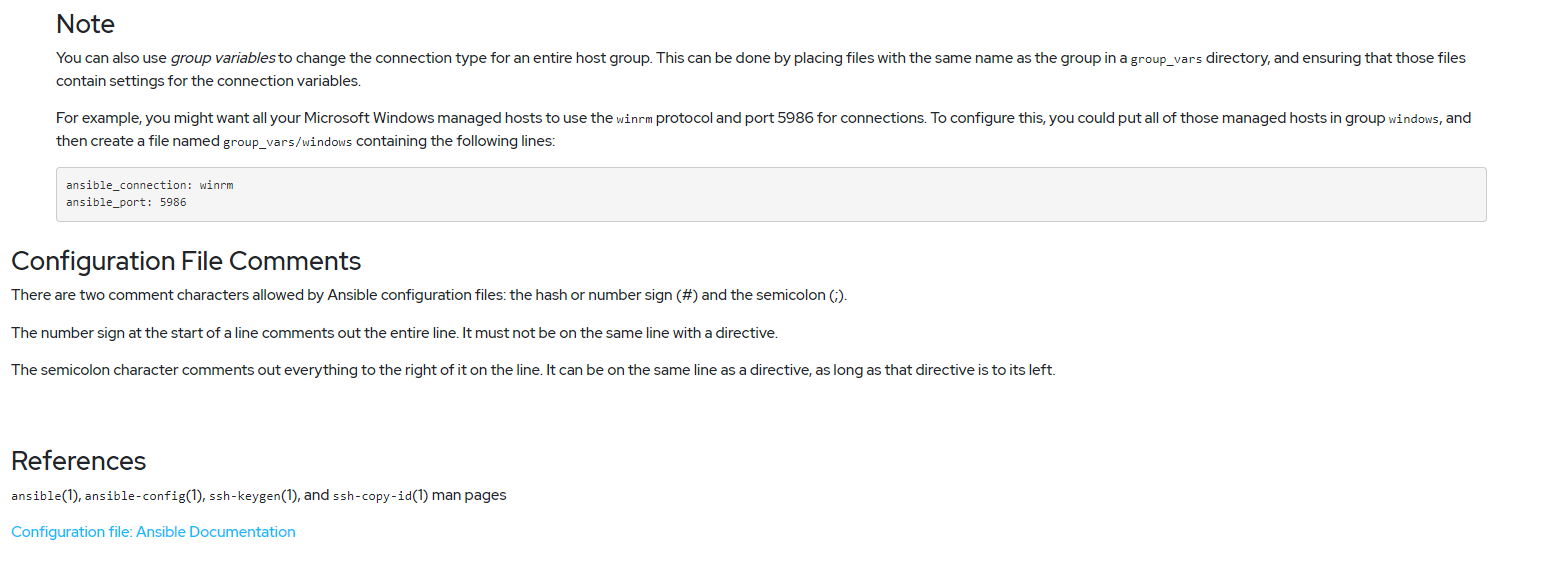 Note
You can also use group variables to change the connection type for an entire host group. This can be done by placing files with the same name as the group in a group_vars directory, and ensuring that those files
contain settings for the connection variables.
For example, you might want all your Microsoft Windows managed hosts to use the winrm protocol and port 5986 for connections. To configure this, you could put all of those managed hosts in group windows, and
then create a file named group_vars/windows containing the following lines:
ansible_connection: winrm
ansible_port: 5986
Configuration File Comments
There are two comment characters allowed by Ansible configuration files: the hash or number sign (#) and the semicolon (;).
The number sign at the start of a line comments out the entire line. It must not be on the same line with a directive.
The semicolon character comments out everything to the right of it on the line. It can be on the same line as a directive, as long as that directive is to its left.
References
ansible(1), ansible-config(1), ssh-keygen(1), and ssh-copy-id(1) man pages
Configuration file: Ansible Documentation